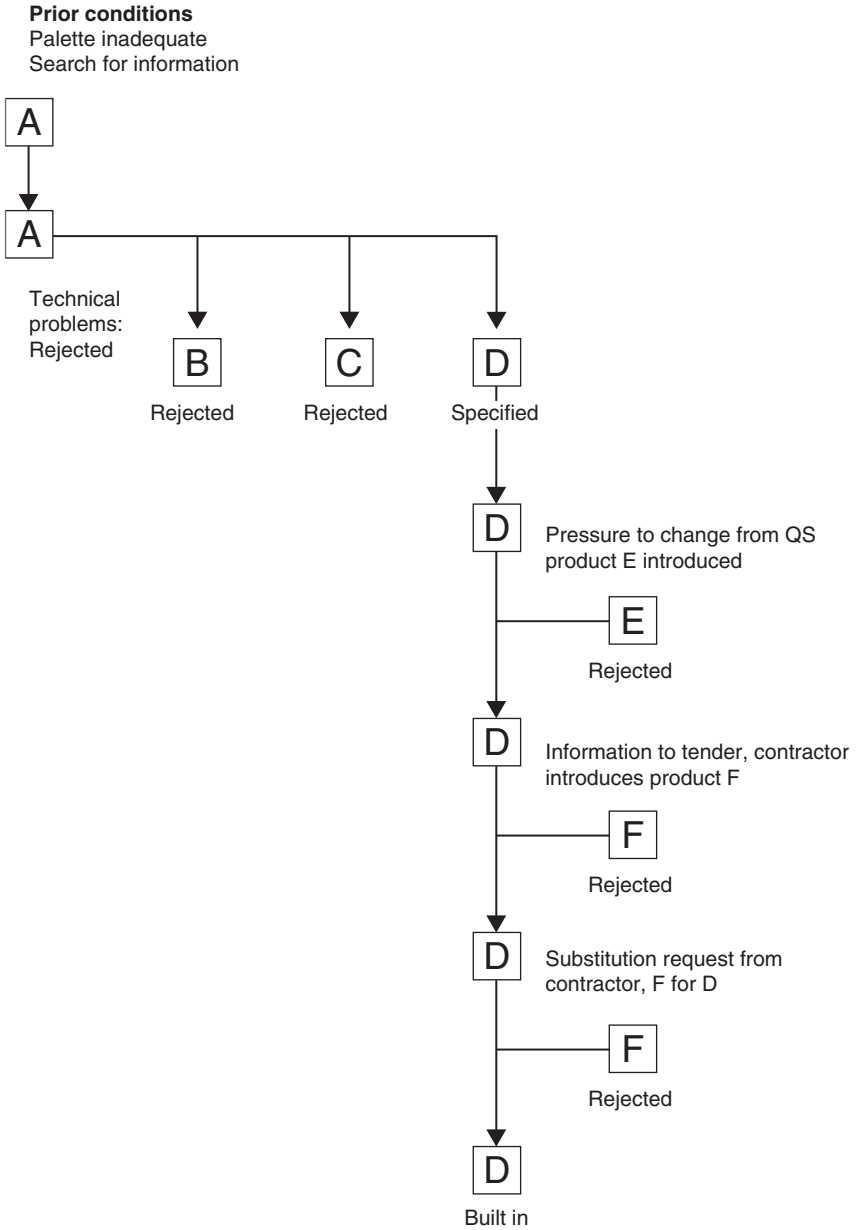 Prior conditions
Palette inadequate
Search for information
A
A
Technical
problems:
Rejected
B
C
D
Rejected
Rejected
Specified
D
Pressure to change from QS
product E introduced
E
Rejected
D
Information to tender, contractor
introduces product F
F
Rejected
D
Substitution request from
contractor, F for D
F
Rejected
D
Built in